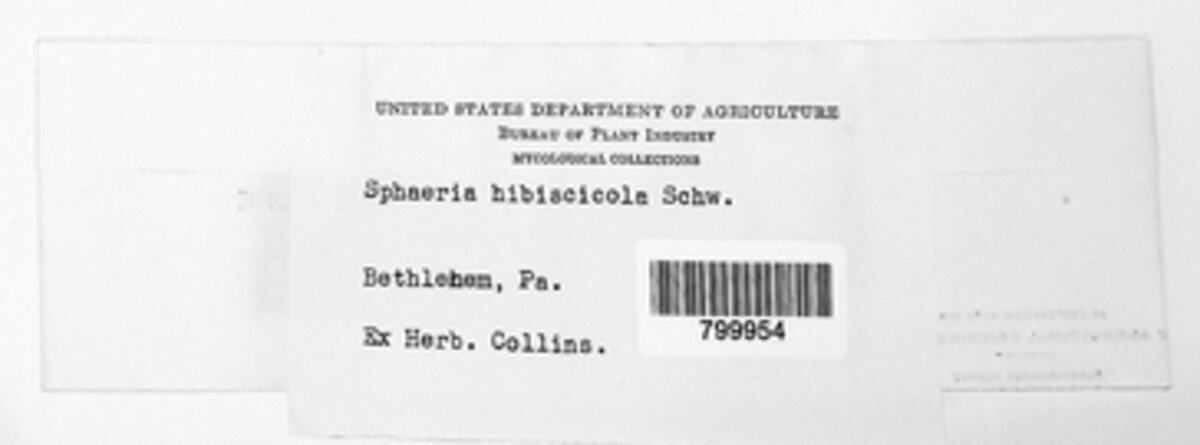 UNITED STATES DEPARTMENT OF AGRICULTURE
BUREAU OF PLANT INDUSTRY
MYCOLOGICAL COLLECTIONS
Sphaeria hibiscicola Schw.
Bethlehem, Pa.
799954
Ex Herb. Collins.